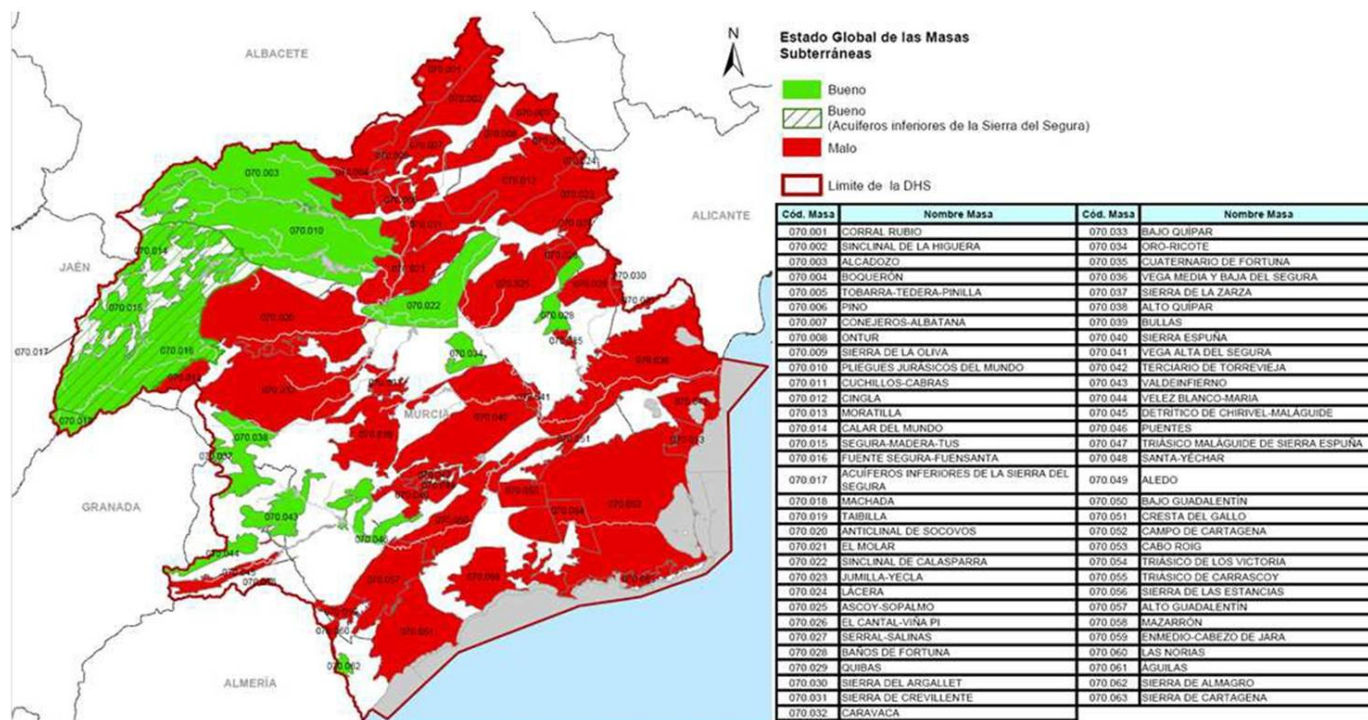 ALBACETE
N
JAÉN
ALICANTE
MURCIA
GRANADA
ALMERÍA
070.003
070.010
070.014
070.015
070.016
070.017
070.022
070.028
070.030
070.034
070.038
070.043
070.044
070.062
Estado Global de las Masas
Subterráneas
Bueno
Bueno
(Acuíferos inferiores de la Sierra del Segura)
Malo
Limite de la DHS
Cód. Masa Nombre Masa Cód. Masa Nombre Masa
070.001 CORRAL RUBIO 070.033 BAJO QUÍPAR
070.002 SINCLINAL DE LA HIGUERA 070.034 ORO-RICOTE
070.003 ALCADOZO 070.035 CUATERNARIO DE FORTUNA
070.004 BOQUERÓN 070.036 VEGA MEDIA Y BAJA DEL SEGURA
070.005 TOBARRA-TEDERA-PINILLA 070.037 SIERRA DE LA ZARZA
070.006 PINO 070.038 ALTO QUÍPAR
070.007 CONEJEROS-ALBATANA 070.039 BULLAS
070.008 ONTUR 070.040 SIERRA ESPUÑA
070.009 SIERRA DE LA OLIVA 070.041 VEGA ALTA DEL SEGURA
070.010 PLIEGUES JURÁSICOS DEL MUNDO 070.042 TERCIARIO DE TORREVIEJA
070.011 CUCHILLOS-CABRAS 070.043 VALDEINFIERNO
070.012 CINGLA 070.044 VELEZ BLANCO-MARIA
070.013 MORATILLA 070.045 DETRÍTICO DE CHIRIVEL-MALÁGUIDE
070.014 CALAR DEL MUNDO 070.046 PUENTES
070.015 SEGURA-MADERA-TUS 070.047 TRIÁSICO MALÁGUIDE DE SIERRA ESPUÑA
070.016 FUENTE SEGURA-FUENSANTA 070.048 SANTA-YÉCHAR
070.017 ACUÍFEROS INFERIORES DE LA SIERRA DEL SEGURA 070.049 ALEDO
070.018 MACHADA 070.050 BAJO GUADALENTÍN
070.019 TAIBILLA 070.051 CRESTA DEL GALLO
070.020 ANTICLINAL DE SOCOVOS 070.052 CAMPO DE CARTAGENA
070.021 EL MOLAR 070.053 CABO ROIG
070.022 SINCLINAL DE CALASPARRA 070.054 TRIÁSICO DE LOS VICTORIA
070.023 JUMILLA-YECLA 070.055 TRIÁSICO DE CARRASCOY
070.024 LÁCERA 070.056 SIERRA DE LAS ESTANCIAS
070.025 ASCOY-SOPALMO 070.057 ALTO GUADALENTÍN
070.026 EL CANTAL-VIÑA PI 070.058 MAZARRÓN
070.027 SERRAL-SALINAS 070.059 ENMEDIO-CABEZO DE JARA
070.028 BAÑOS DE FORTUNA 070.060 LAS NORIAS
070.029 QUIBAS 070.061 ÁGUILAS
070.030 SIERRA DEL ARGALLET 070.062 SIERRA DE ALMAGRO
070.031 SIERRA DE CREVILLENTE 070.063 SIERRA DE CARTAGENA
070.032 CARAVACA